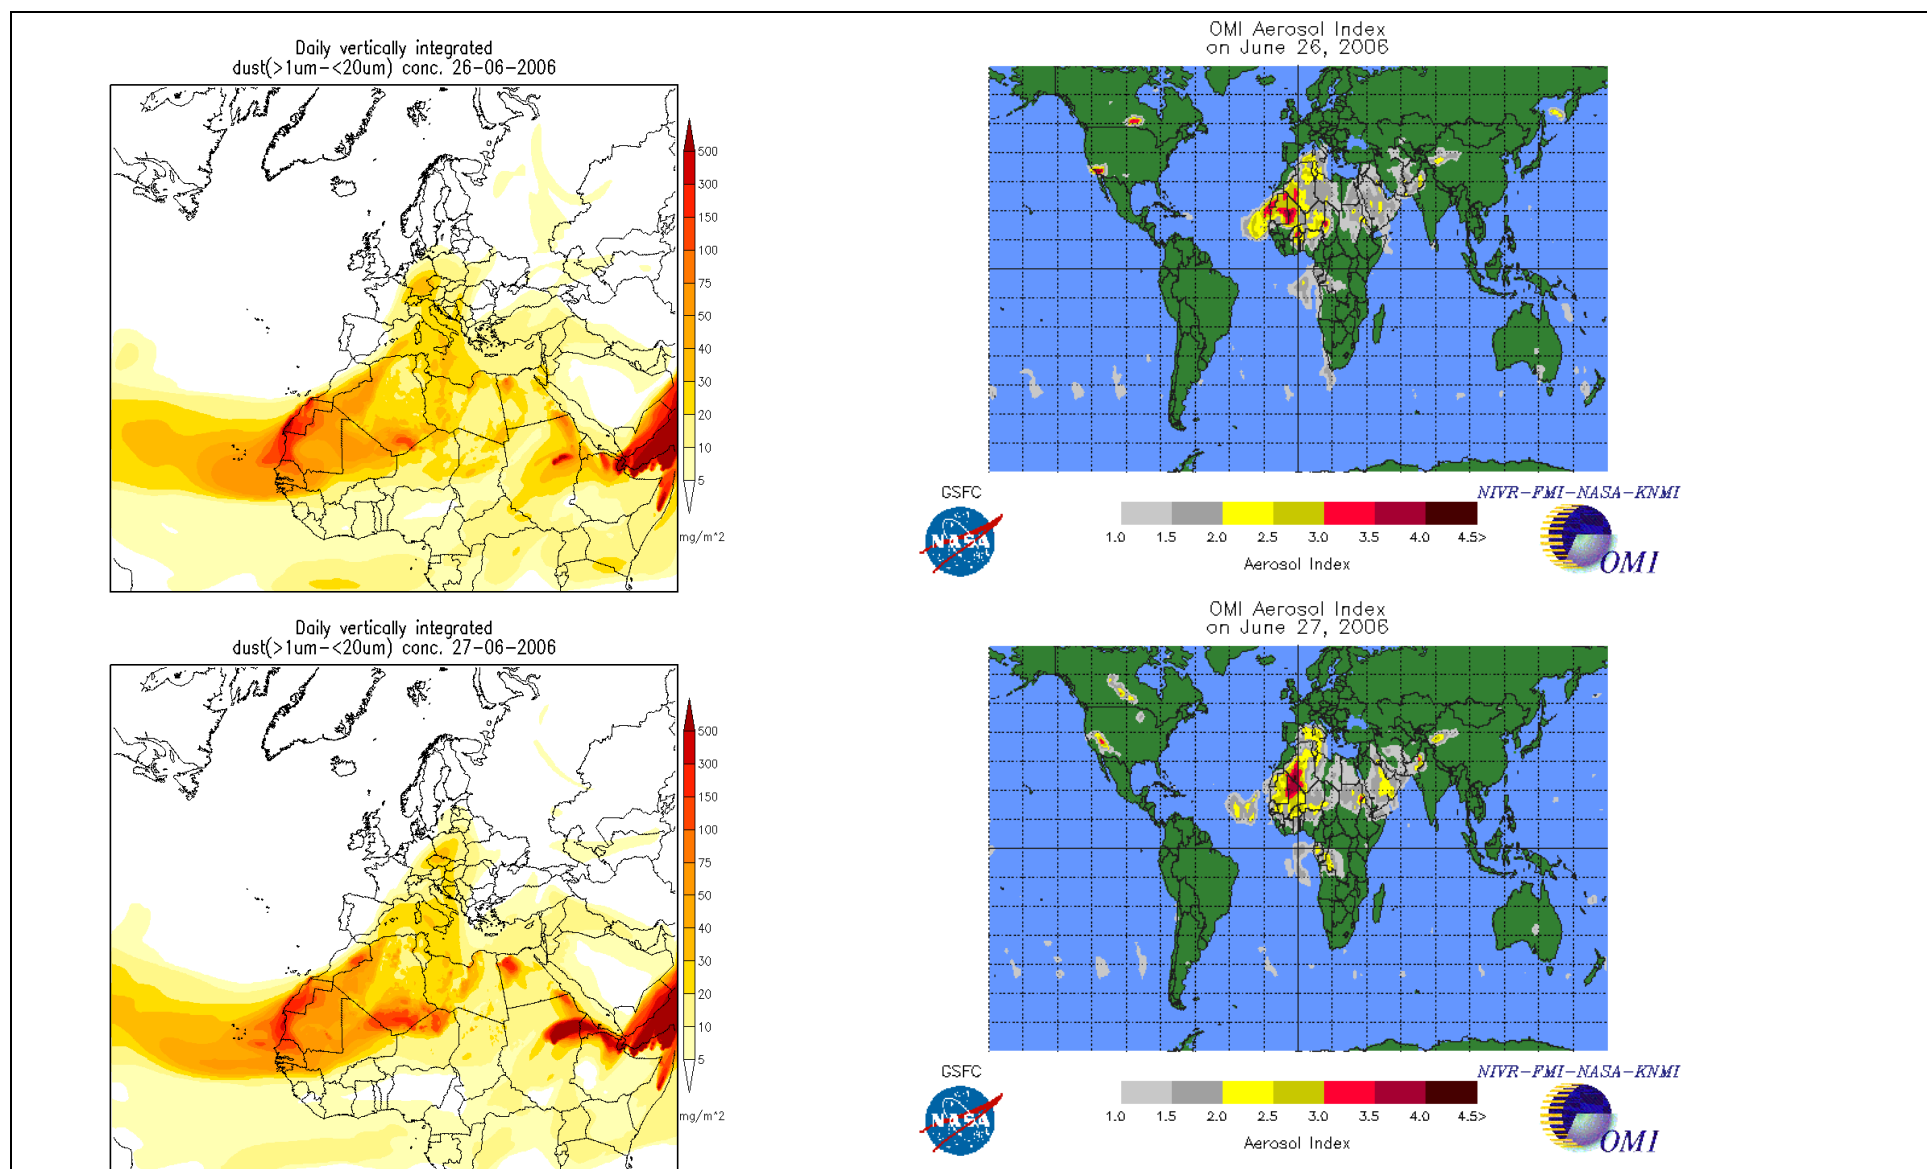 Daily vertically integrated
dust(>1um-<20um) conc. 26-06-2006
500
300
150
100
75
50
40
30
20
10
5
mg/m^2
OMI Aerosol Index
on June 26, 2006
GSFC
NASA
NIVR-FMI-NASA-KNMI
OMI
1.0 1.5 2.0 2.5 3.0 3.5 4.0 4.5>
Aerosol Index
Daily vertically integrated
dust(>1um-<20um) conc. 27-06-2006
500
300
150
100
75
50
40
30
20
10
5
mg/m^2
OMI Aerosol Index
on June 27, 2006
GSFC
NASA
NIVR-FMI-NASA-KNMI
OMI
1.0 1.5 2.0 2.5 3.0 3.5 4.0 4.5>
Aerosol Index